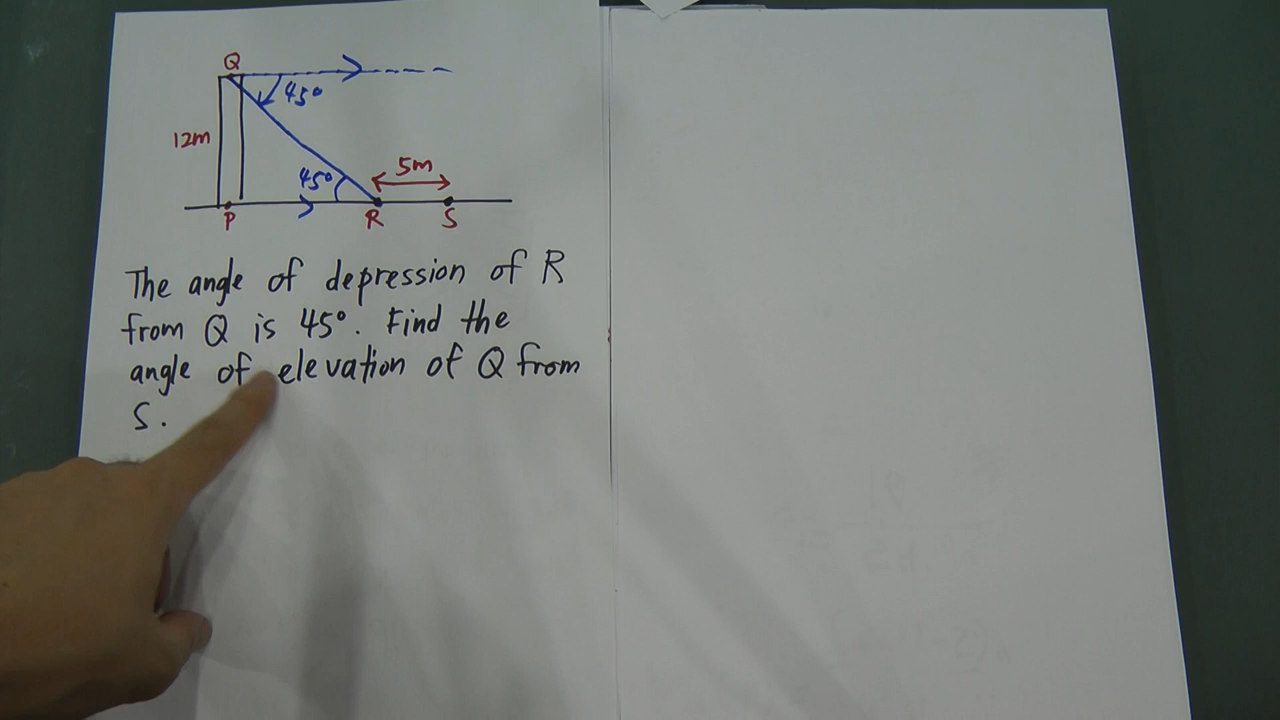 Q
45°
12m
45°
5m
P
R
S
The angle of depression of R
from Q is 45°. Find the
angle of elevation of Q from
S.